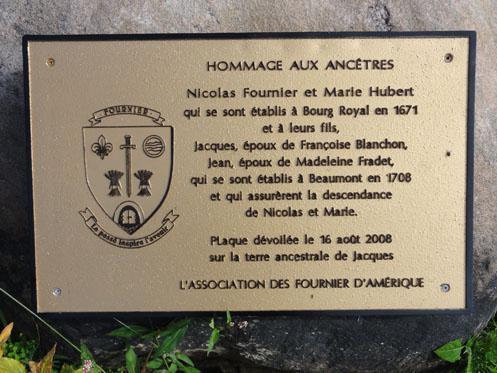 HOMMAGE AUX ANCÊTRES
Nicolas Fournier et Marie Hubert
qui se sont établis à Bourg Royal en 1671
et à leurs fils,
Jacques, époux de Françoise Blanchon,
Jean, époux de Madeleine Fradet,
qui se sont établis à Beaumont en 1708
et qui assurèrent la descendance
de Nicolas et Marie.
Plaque dévoilée le 16 août 2008
sur la terre ancestrale de Jacques
L'ASSOCIATION DES FOURNIER D'AMÉRIQUE
FOURNIER
Le passé inspire l'avenir